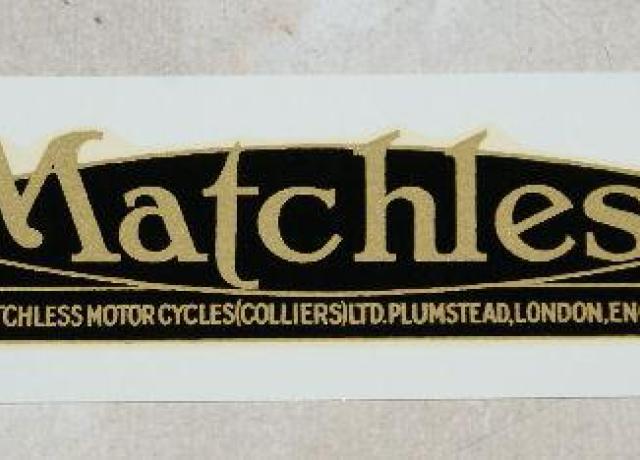 Matchles
TCHLESS MOTOR CYCLES(COLLIERS)LTD.PLUMSTEAD,LONDON,EN